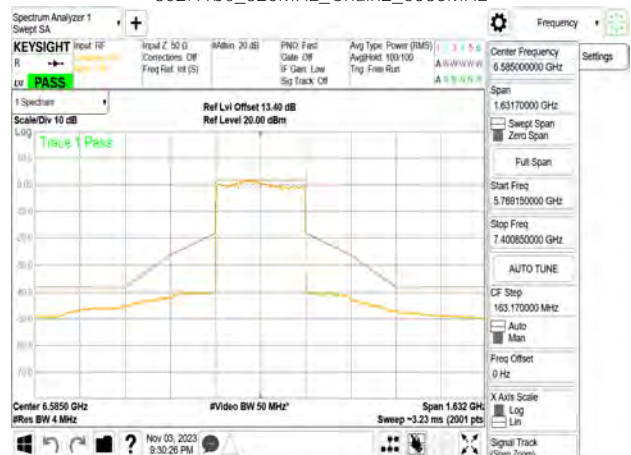 Spectrum Analyzer 1
Swept SA
Frequency
KEYSIGHT
Input: RF
Input Z: 50 Ω
Corrections: Off
Freq Ref: Int (S)
#Atten: 20 dB
PNO: Fast
Gate: Off
IF Gain: Low
Sig Track: Off
Avg Type: Power (RMS)
Avg|Hold: 100/100
Trig: Free Run
PASS
Center Frequency
6.585000000 GHz
Settings
Span
1.63170000 GHz
Swept Span
Zero Span
Full Span
Start Freq
5.769150000 GHz
Stop Freq
7.400850000 GHz
AUTO TUNE
CF Step
163.170000 MHz
Auto
Man
Freq Offset
0 Hz
X Axis Scale
Log
Lin
Signal Track
(Span Zoom)
1 Spectrum
Scale/Div 10 dB
Ref Lvl Offset 13.40 dB
Ref Level 20.00 dBm
Log
Trace 1 Pass
Center 6.5850 GHz
#Res BW 4 MHz
#Video BW 50 MHz*
Span 1.632 GHz
Sweep ~3.23 ms (2001 pts
Nov 03, 2023
9:30:26 PM